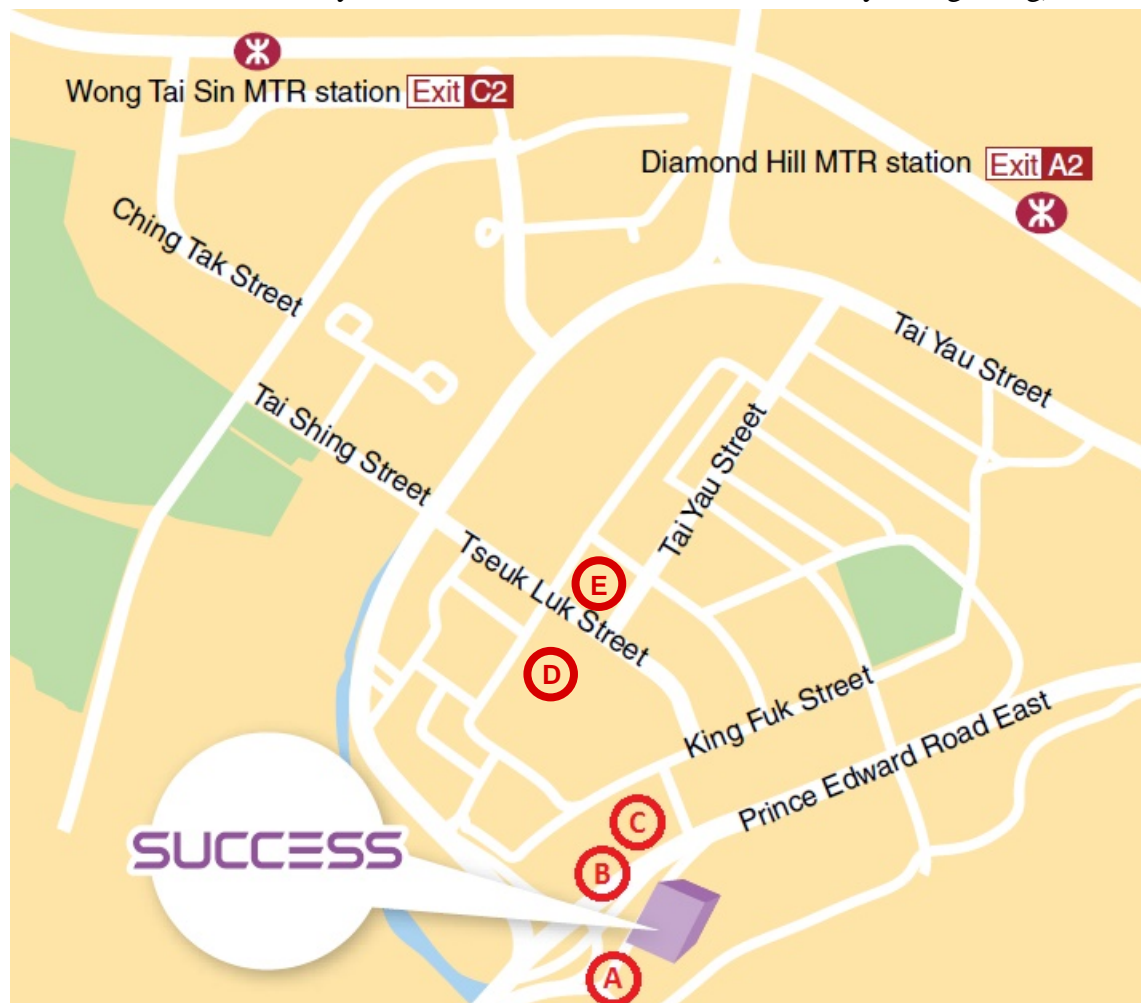 Wong Tai Sin MTR station Exit C2
Diamond Hill MTR station Exit A2
Ching Tak Street
Tai Yau Street
Tai Shing Street
Tai Yau Street
Tseuk Luk Street
E
D
King Fuk Street
Prince Edward Road East
C
SUCCESS
B
A